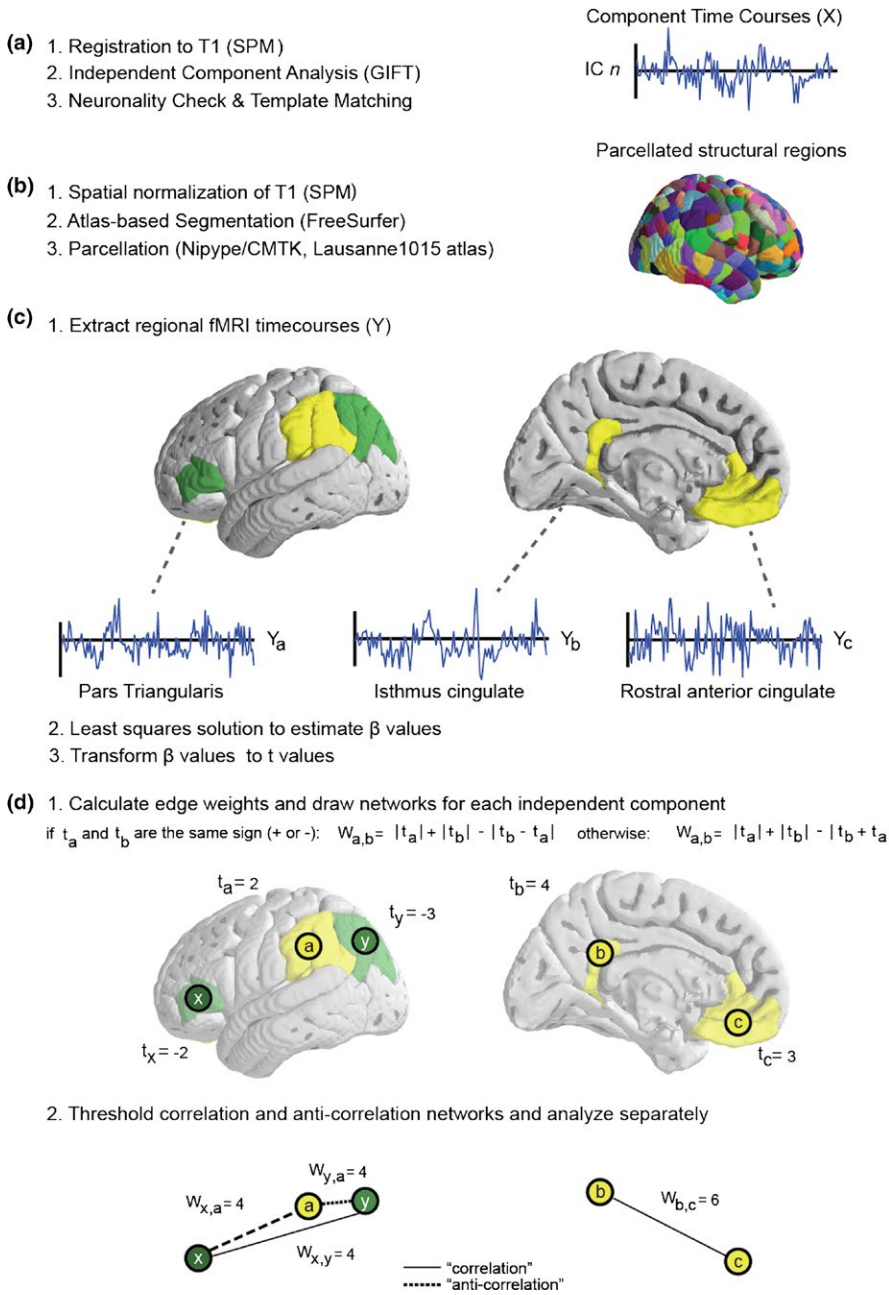 (a) 1. Registration to T1 (SPM)
2. Independent Component Analysis (GIFT)
3. Neuronality Check & Template Matching
Component Time Courses (X)
IC n
Parcellated structural regions
(b) 1. Spatial normalization of T1 (SPM)
2. Atlas-based Segmentation (FreeSurfer)
3. Parcellation (Nipype/CMTK, Lausanne1015 atlas)
(c) 1. Extract regional fMRI timecourses (Y)
Ya
Yb
Yc
Pars Triangularis
Isthmus cingulate
Rostral anterior cingulate
2. Least squares solution to estimate β values
3. Transform β values to t values
(d) 1. Calculate edge weights and draw networks for each independent component
if ta and tb are the same sign (+ or -): Wa,b= |ta| + |tb| - |tb - ta| otherwise: Wa,b= |ta| + |tb| - |tb + ta
ta= 2
ty= -3
a
y
x
tx= -2
tb= 4
b
c
tc= 3
2. Threshold correlation and anti-correlation networks and analyze separately
Wy,a= 4
Wx,a= 4
a
y
x
Wx,y= 4
b
Wb,c= 6
c
"correlation"
"anti-correlation"